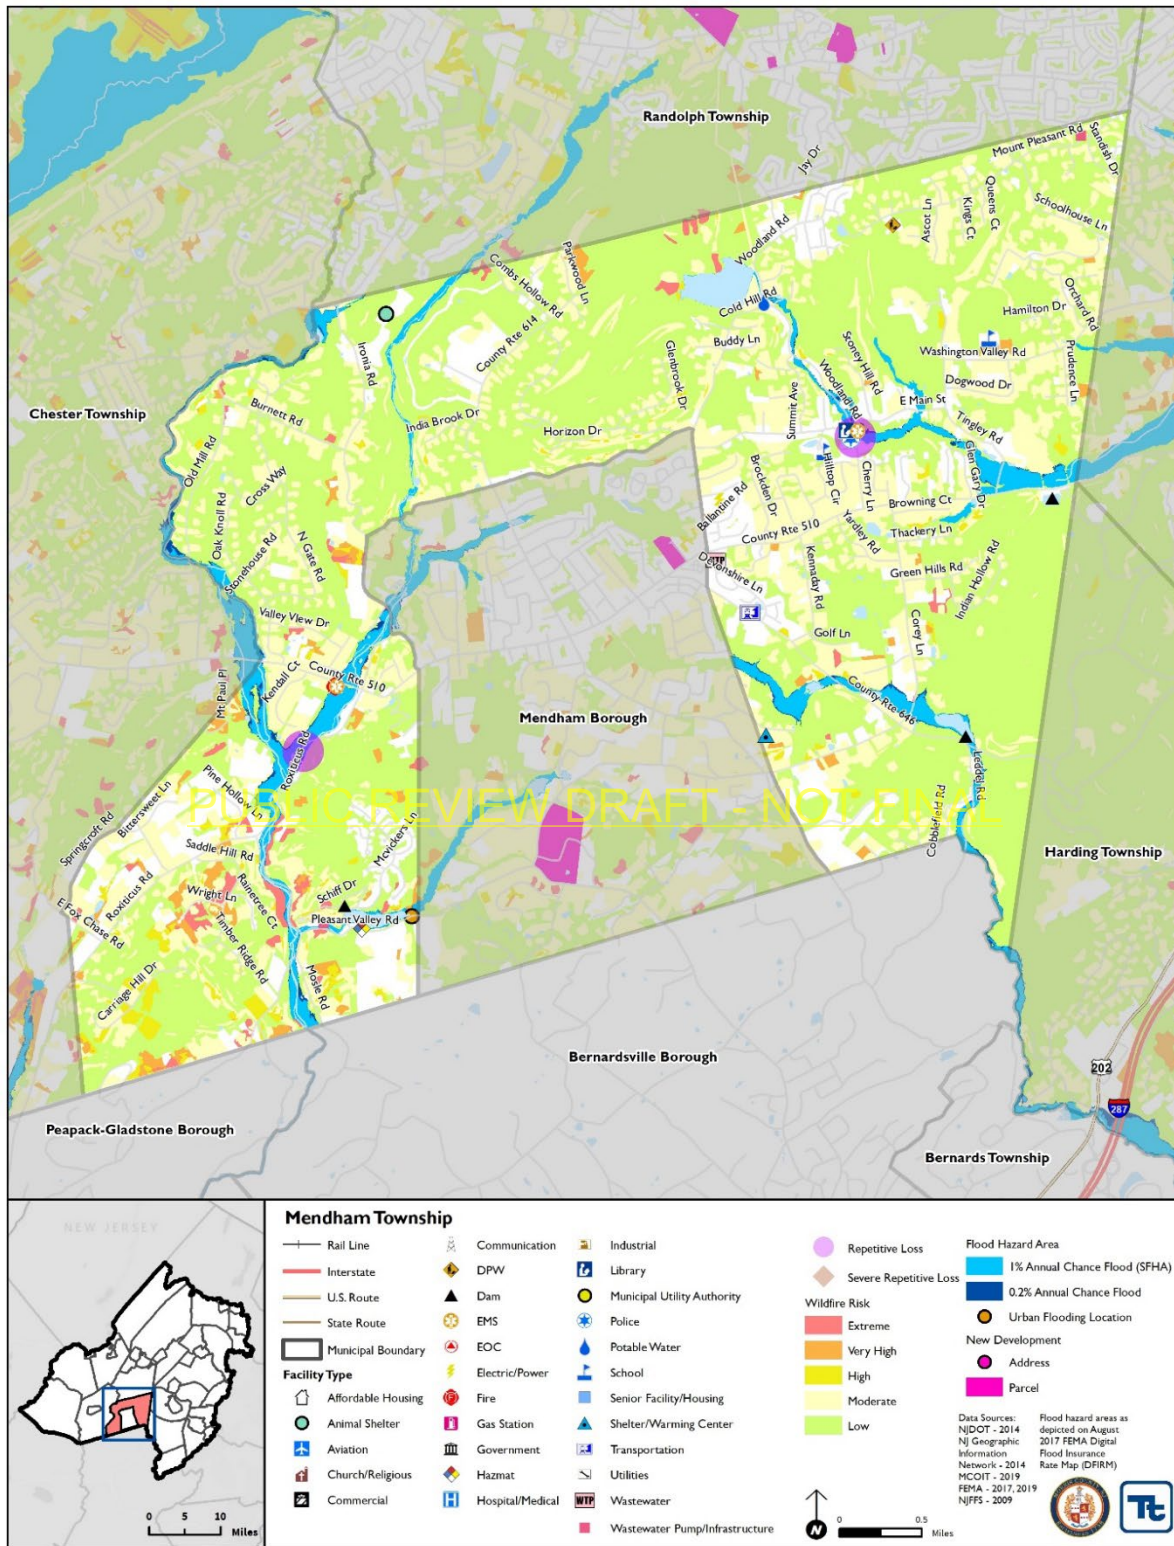 Randolph Township
Mount Pleasant Rd
Standish Dr
Jay Dr
Queens Ct
Kings Ct
Ascot Ln
Schoolhouse Ln
Woodland Rd
Parkwood Ln
Combs Hollow Rd
Orchard Rd
Cold Hill Rd
Hamilton Dr
County Rte 614
Buddy Ln
Stoney Hill Rd
Washington Valley Rd
Ironia Rd
Glenbrook Dr
Prudence Ln
Woodland Rd
Dogwood Dr
Chester Township
Burnett Rd
Summit Ave
E Main St
India Brook Dr
Horizon Dr
Tingley Rd
Old Mill Rd
Glen Gary Dr
Cross Way
Brockden Dr
Hilltop Cir
Cherry Ln
Ballantine Rd
Browning Ct
Oak Knoll Rd
Yardley Rd
County Rte 510
Thackery Ln
Stonehouse Rd
N Gate Rd
WTP
Devonshire Ln
Kennaday Rd
Green Hills Rd
Indian Hollow Rd
Valley View Dr
Golf Ln
Corey Ln
Mt Paul Pl
Kendall Ct
County Rte 510
County Rte 646
Mendham Borough
Roxiticus Rd
Leddel Rd
Pine Hollow Ln
Bittersweet Ln
PUBLIC REVIEW DRAFT - NOT FINAL
Springcroft Rd
Mcvickers Ln
Cobblefield Rd
Saddle Hill Rd
Harding Township
Roxiticus Rd
Wright Ln
Rainetree Ct
Schiff Dr
E Fox Chase Rd
Pleasant Valley Rd
Timber Ridge Rd
Carriage Hill Dr
Mosle Rd
Bernardsville Borough
202
287
Peapack-Gladstone Borough
Bernards Township
NEW JERSEY
0 5 10
Miles
Mendham Township
Rail Line
Interstate
U.S. Route
State Route
Municipal Boundary
Facility Type
Affordable Housing
Animal Shelter
Aviation
Church/Religious
Commercial
Communication
DPW
Dam
EMS
EOC
Electric/Power
Fire
Gas Station
Government
Hazmat
Hospital/Medical
Industrial
Library
Municipal Utility Authority
Police
Potable Water
School
Senior Facility/Housing
Shelter/Warming Center
Transportation
Utilities
WTP Wastewater
Wastewater Pump/Infrastructure
Repetitive Loss
Severe Repetitive Loss
Wildfire Risk
Extreme
Very High
High
Moderate
Low
N
0 0.5
Miles
Flood Hazard Area
1% Annual Chance Flood (SFHA)
0.2% Annual Chance Flood
Urban Flooding Location
New Development
Address
Parcel
Data Sources:
NJDOT - 2014
NJ Geographic
Information
Network - 2014
MCOIT - 2019
FEMA - 2017, 2019
NJFFS - 2009
Flood hazard areas as
depicted on August
2017 FEMA Digital
Flood Insurance
Rate Map (DFIRM)
Tt